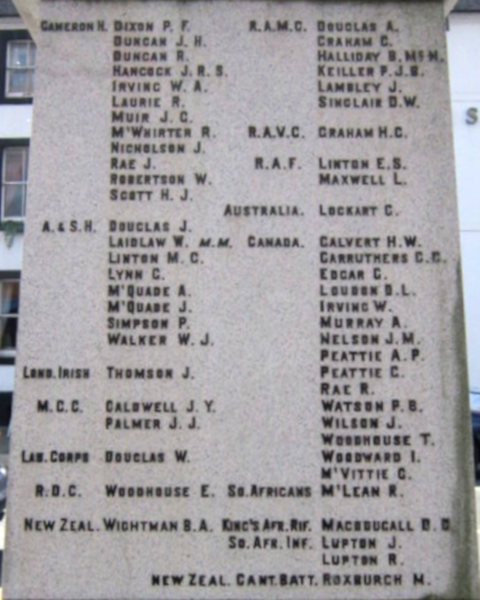 CAMERON H. DIXON P. F.
DUNCAN J. H.
DUNCAN R.
HANCOCK J. R. S.
IRVING W. A.
LAURIE R.
MUIR J. C.
M'WHIRTER R.
NICHOLSON J.
RAE J.
ROBERTSON W.
SCOTT H. J.
A. & S.H. DOUGLAS J.
LAIDLAW W. M.M.
LINTON M. C.
LYNN C.
M'QUADE A.
M'QUADE J.
SIMPSON P.
WALKER W. J.
LOND. IRISH THOMSON J.
M.C.C. CALDWELL J. Y.
PALMER J. J.
LAB. CORPS DOUGLAS W.
R.D.C. WOODHOUSE E.
NEW ZEAL. WIGHTMAN B. A.
R.A.M.C. DOUGLAS A.
GRAHAM C.
HALLIDAY B. McM.
KEILLER P. J. B.
LAMBLEY J.
SINCLAIR D. W.
R.A.V.C. GRAHAM H. C.
R.A.F. LINTON E. S.
MAXWELL L.
AUSTRALIA. LOCKART C.
CANADA. CALVERT H. W.
CARRUTHERS C. C.
EDGAR C.
LOUDON D. L.
IRVING W.
MURRAY A.
NELSON J. M.
PEATTIE A. P.
PEATTIE C.
RAE R.
WATSON P. B.
WILSON J.
WOODHOUSE T.
WOODWARD I.
M'VITTIE G.
SO. AFRICANS M'LEAN R.
KING'S AFR. RIF. MACDOUGALL D. D.
SO. AFR. INF. LUPTON J.
LUPTON R.
NEW ZEAL. CANT. BATT. ROXBURGH M.
S